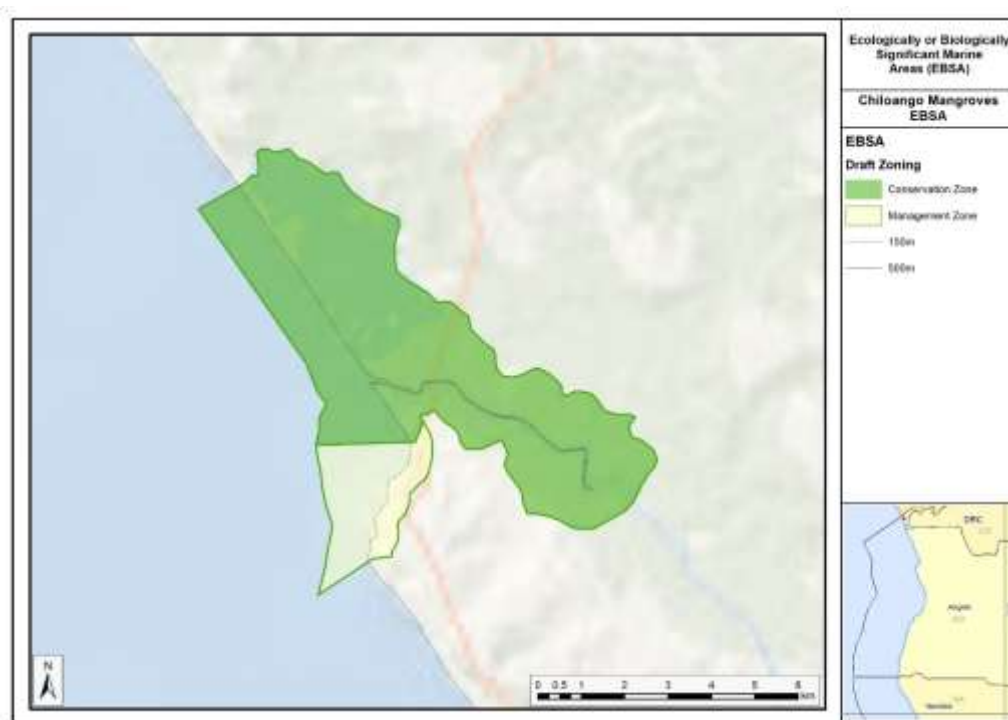 Ecologically or Biologically
Significant Marine
Areas (EBSA)
Chiloango Mangroves
EBSA
EBSA
Draft Zoning
Conservation Zone
Management Zone
150m
500m
N
0 0.5 1 2 3 4 5 6
km
DRC
Angola
Namibia